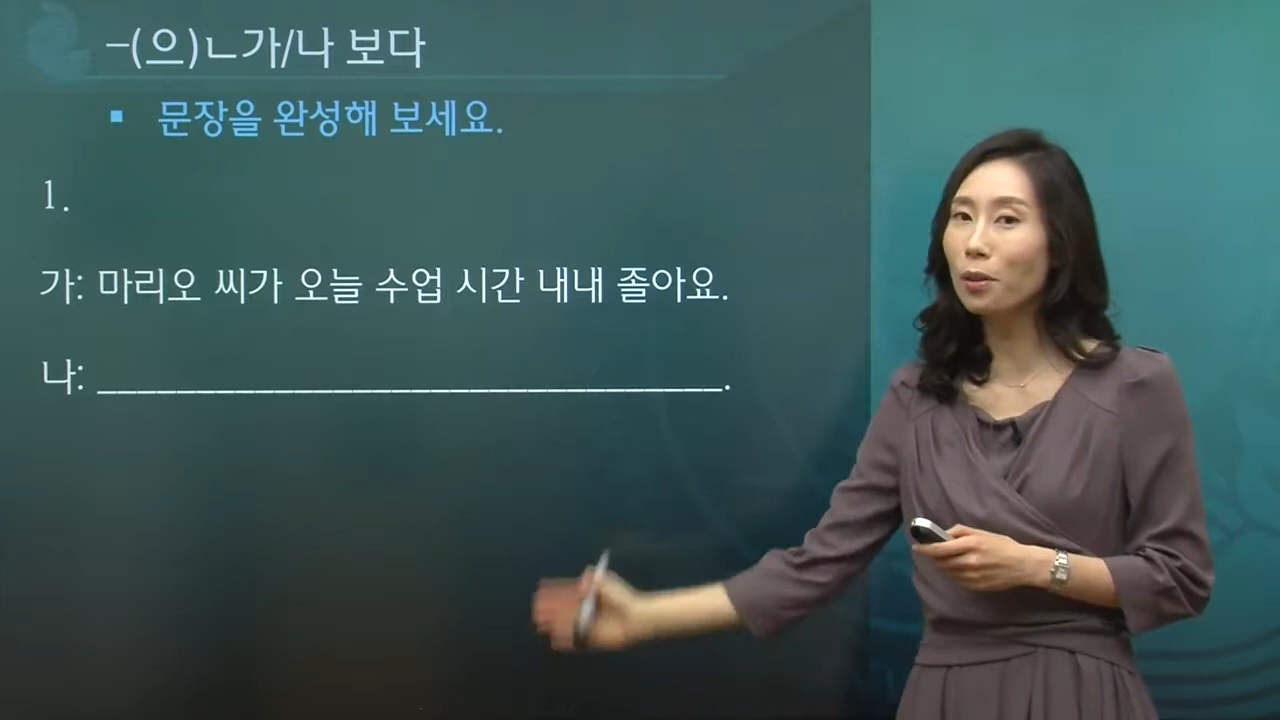 –(으)ㄴ가/나 보다
▪ 문장을 완성해 보세요.
1.
가: 마리오 씨가 오늘 수업 시간 내내 졸아요.
나: ________________________________.